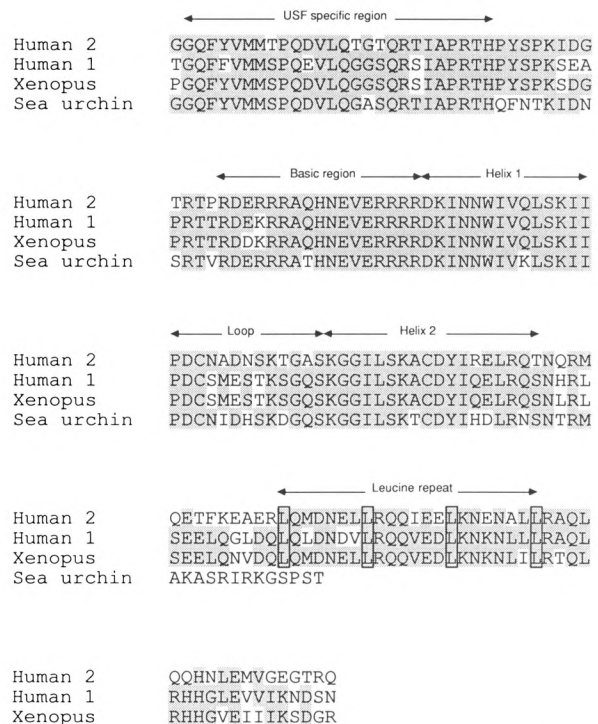 USF specific region
Human 2 GGQFYVMMTPQDVLQTGTQRTIAPRTHPYSPKIDG
Human 1 TGQFFVMMSPQEVLQGGSQRSIAPRTHPYSPKSEA
Xenopus PGQFYVMMSPQDVLQGGSQRSIAPRTHPYSPKSDG
Sea urchin GGQFYVMMSPQDVLQGASQRTIAPRTHQFNTKIDN
Basic region Helix 1
Human 2 TRTPRDERRRAQHNEVERRRRDKINNWIVQLSKII
Human 1 PRTTRDEKRRAQHNEVERRRRDKINNWIVQLSKII
Xenopus PRTTRDDKRRAQHNEVERRRRDKINNWIVQLSKII
Sea urchin SRTVRDERRRATHNEVERRRRDKINNWIVKLSKII
Loop Helix 2
Human 2 PDCNADNSKTGASKGGILSKACDYIRELRQTNQRM
Human 1 PDCSMESTKSGQSKGGILSKACDYIQELRQSNHRL
Xenopus PDCSMESTKSGQSKGGILSKACDYIQELRQSNLRL
Sea urchin PDCNIDHSKDGQSKGGILSKTCDYIHDLRNSNTRM
Leucine repeat
Human 2 QETFKEAERLQMDNELLRQQIEELKNENALLRAQL
Human 1 SEELQGLDQLQLDNDVLRQQVEDLKNKNLLLRAQL
Xenopus SEELQNVDQLQMDNELLRQQVEDLKNKNLILRTQL
Sea urchin AKASRIRKGSPST
Human 2 QQHNLEMVGEGTRQ
Human 1 RHHGLEVVIKNDSN
Xenopus RHHGVEIIIKSDGR